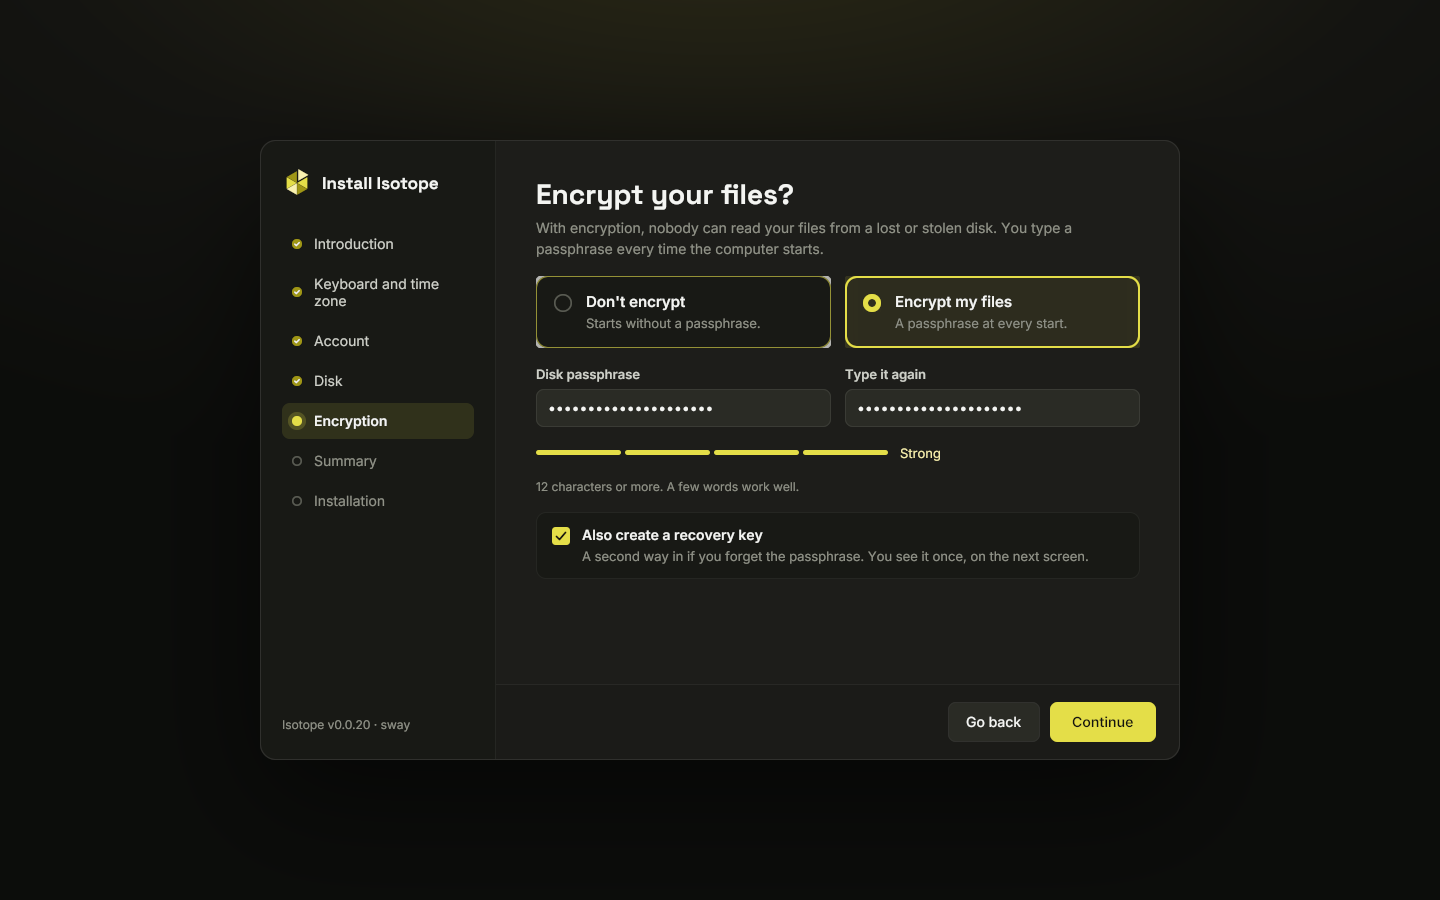 Install Isotope
Introduction
Keyboard and time
zone
Account
Disk
Encryption
Summary
Installation
Isotope v0.0.20 · sway
Encrypt your files?
With encryption, nobody can read your files from a lost or stolen disk. You type a
passphrase every time the computer starts.
Don't encrypt
Starts without a passphrase.
Encrypt my files
A passphrase at every start.
Disk passphrase
Type it again
•••••••••••••••••••••
•••••••••••••••••••••
Strong
12 characters or more. A few words work well.
Also create a recovery key
A second way in if you forget the passphrase. You see it once, on the next screen.
Go back
Continue